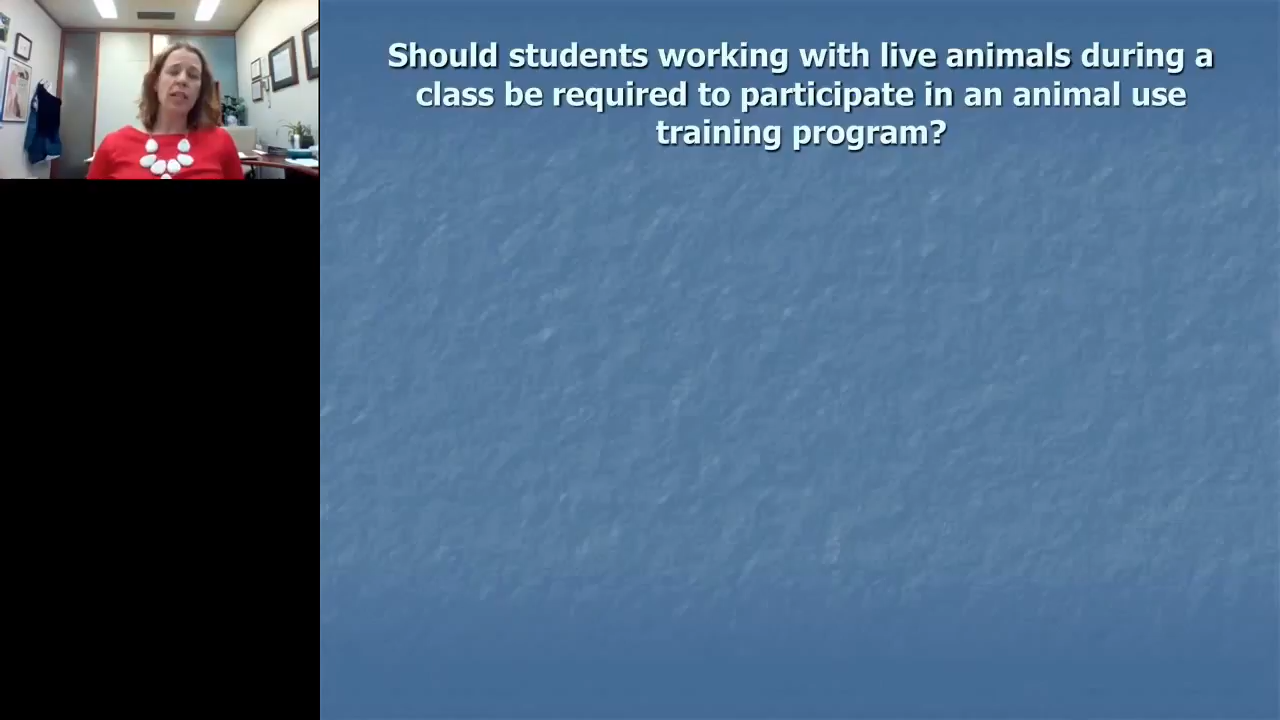 Should students working with live animals during a
class be required to participate in an animal use
training program?